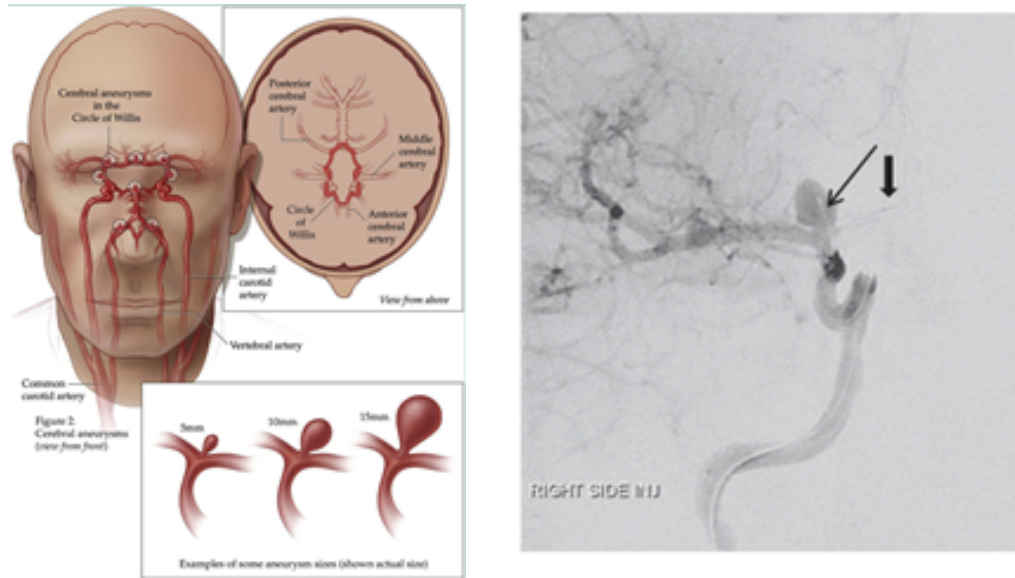 Cerebral aneurysms
in the
Circle of Willis
Posterior
cerebral
artery
Middle
cerebral
artery
Circle
of
Willis
Anterior
cerebral
artery
View from above
Internal
carotid
artery
Vertebral artery
Common
carotid artery
Figure 2.
Cerebral aneurysms
(view from front)
5mm
10mm
15mm
Examples of some aneurysm sizes (shown actual size)
RIGHT SIDE INJ